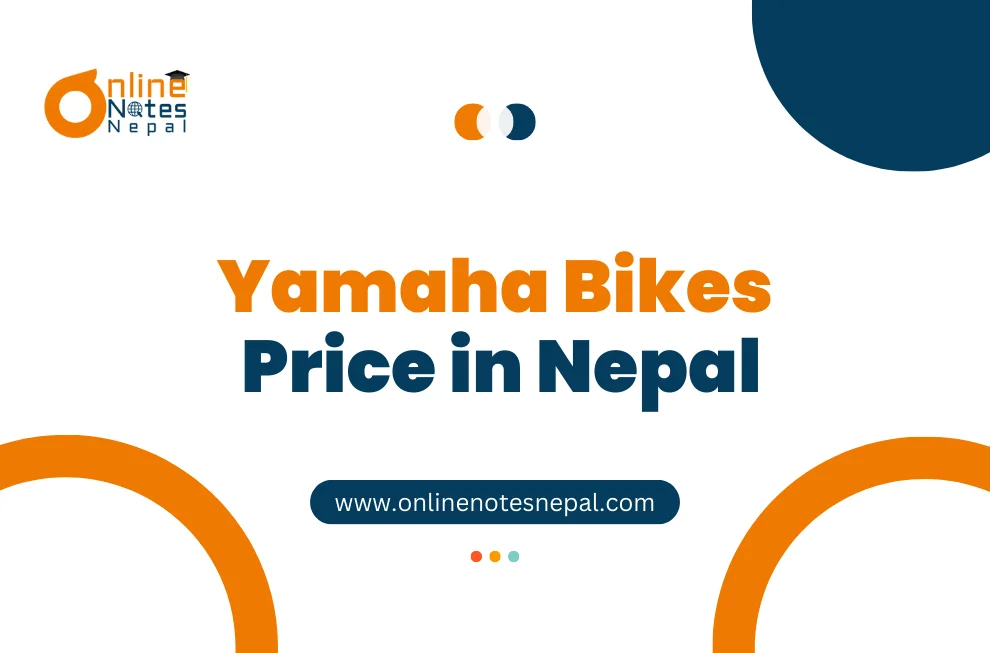 Online
Notes
Nepal
Yamaha Bikes
Price in Nepal
www.onlinenotesnepal.com